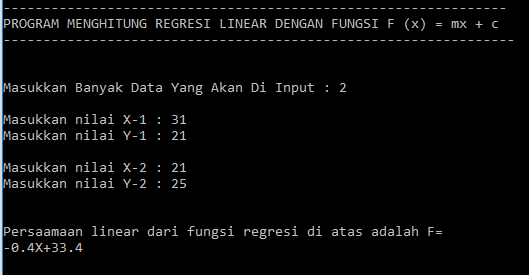 ----------------------------------------------------------------
PROGRAM MENGHITUNG REGRESI LINEAR DENGAN FUNGSI F (x) = mx + c
-----------------------------------------------------------------
Masukkan Banyak Data Yang Akan Di Input : 2
Masukkan nilai X-1 : 31
Masukkan nilai Y-1 : 21
Masukkan nilai X-2 : 21
Masukkan nilai Y-2 : 25
Persaamaan linear dari fungsi regresi di atas adalah F=
-0.4X+33.4